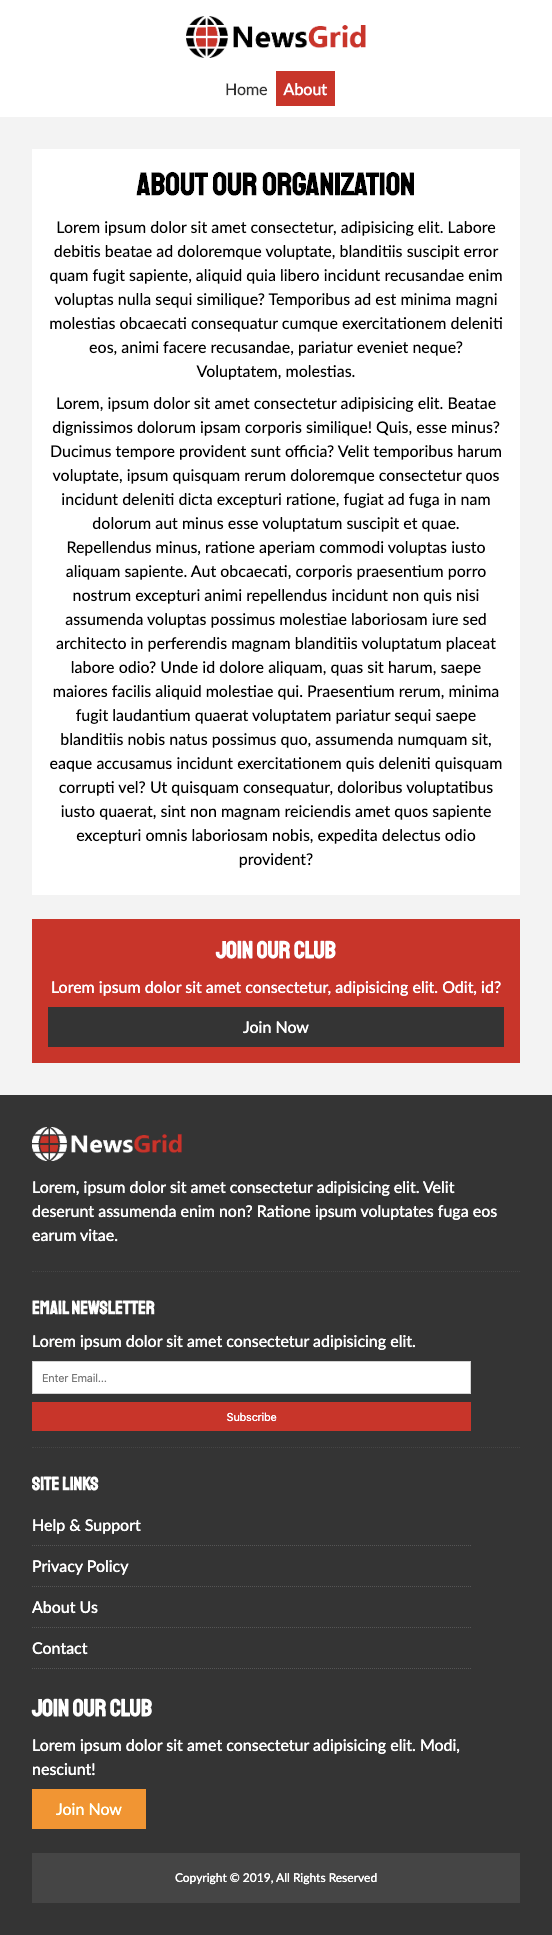 NewsGrid
Home About
ABOUT OUR ORGANIZATION
Lorem ipsum dolor sit amet consectetur, adipisicing elit. Labore
debitis beatae ad doloremque voluptate, blanditiis suscipit error
quam fugit sapiente, aliquid quia libero incidunt recusandae enim
voluptas nulla sequi similique? Temporibus ad est minima magni
molestias obcaecati consequatur cumque exercitationem deleniti
eos, animi facere recusandae, pariatur eveniet neque?
Voluptatem, molestias.
Lorem, ipsum dolor sit amet consectetur adipisicing elit. Beatae
dignissimos dolorum ipsam corporis similique! Quis, esse minus?
Ducimus tempore provident sunt officia? Velit temporibus harum
voluptate, ipsum quisquam rerum doloremque consectetur quos
incidunt deleniti dicta excepturi ratione, fugiat ad fuga in nam
dolorum aut minus esse voluptatum suscipit et quae.
Repellendus minus, ratione aperiam commodi voluptas iusto
aliquam sapiente. Aut obcaecati, corporis praesentium porro
nostrum excepturi animi repellendus incidunt non quis nisi
assumenda voluptas possimus molestiae laboriosam iure sed
architecto in perferendis magnam blanditiis voluptatum placeat
labore odio? Unde id dolore aliquam, quas sit harum, saepe
maiores facilis aliquid molestiae qui. Praesentium rerum, minima
fugit laudantium quaerat voluptatem pariatur sequi saepe
blanditiis nobis natus possimus quo, assumenda numquam sit,
eaque accusamus incidunt exercitationem quis deleniti quisquam
corrupti vel? Ut quisquam consequatur, doloribus voluptatibus
iusto quaerat, sint non magnam reiciendis amet quos sapiente
excepturi omnis laboriosam nobis, expedita delectus odio
provident?
JOIN OUR CLUB
Lorem ipsum dolor sit amet consectetur, adipisicing elit. Odit, id?
Join Now
NewsGrid
Lorem, ipsum dolor sit amet consectetur adipisicing elit. Velit
deserunt assumenda enim non? Ratione ipsum voluptates fuga eos
earum vitae.
EMAIL NEWSLETTER
Lorem ipsum dolor sit amet consectetur adipisicing elit.
Enter Email...
Subscribe
SITE LINKS
Help & Support
Privacy Policy
About Us
Contact
JOIN OUR CLUB
Lorem ipsum dolor sit amet consectetur adipisicing elit. Modi,
nesciunt!
Join Now
Copyright © 2019, All Rights Reserved